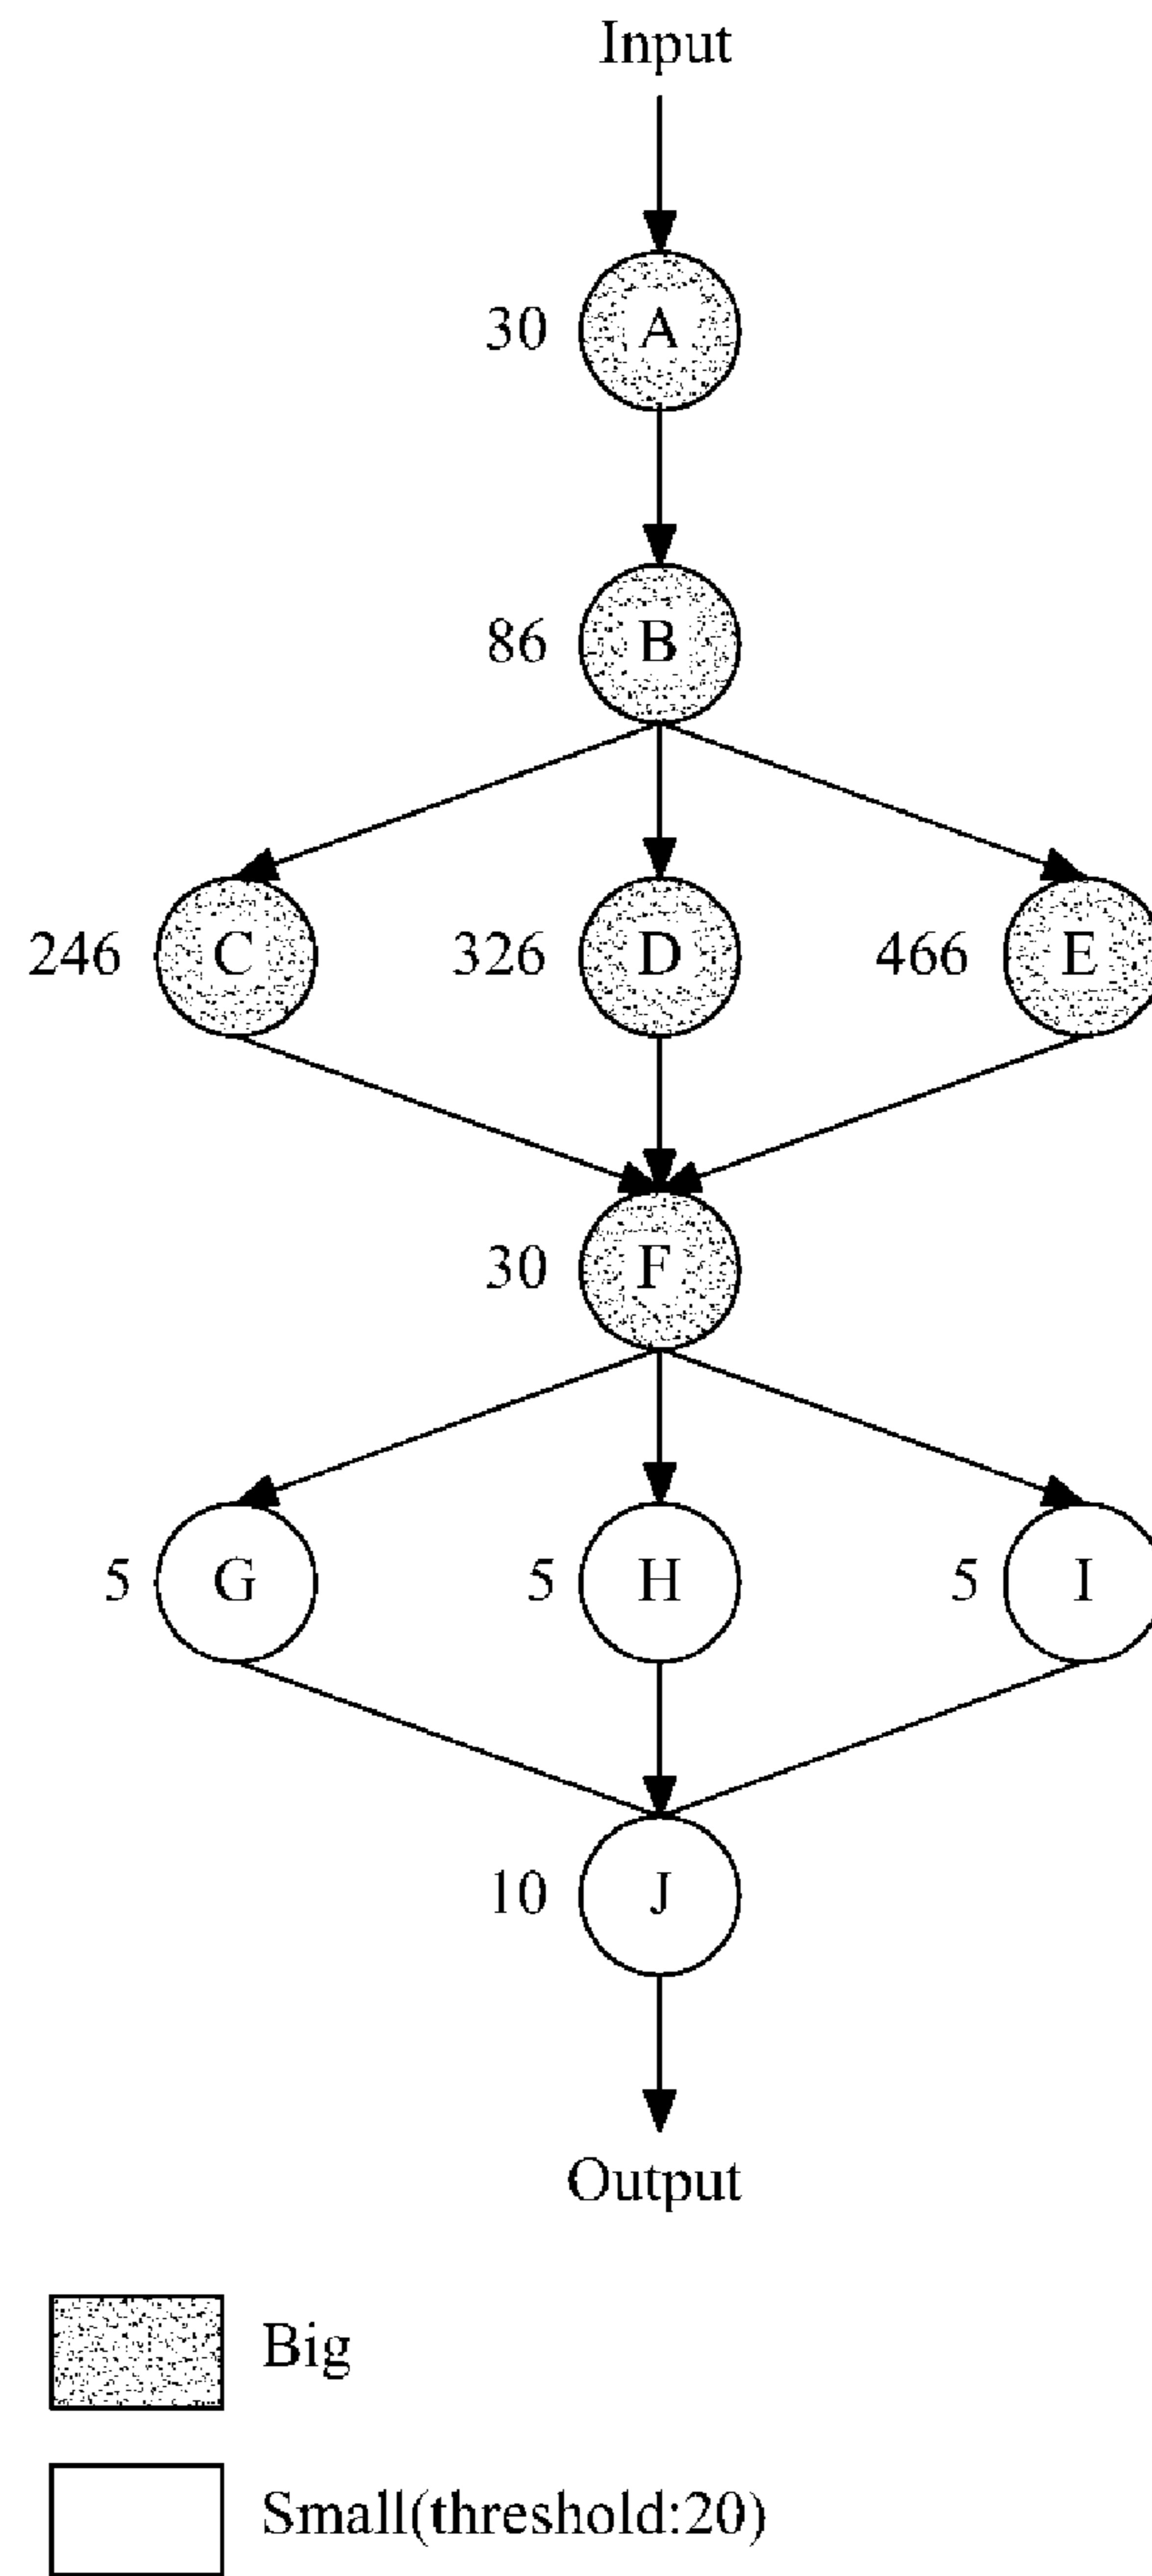 Input
30 A
86 B
246 C 326 D 466 E
30 F
5 G 5 H 5 I
10 J
Output
Big
Small(threshold:20)